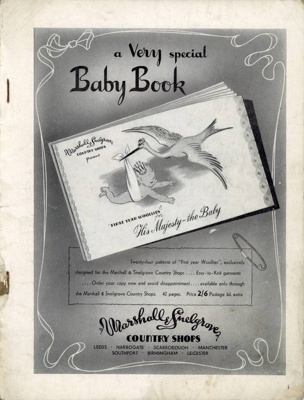 a Very special
Baby Book
Marshall & Snelgrove
COUNTRY SHOPS
Present
"FIRST YEAR WOOLLIES"
for
His Majesty - the Baby
Twenty-four patterns of "First year Woollies", exclusively
designed for the Marshall & Snelgrove Country Shops . . . . Easy-to-Knit garments
. . . . Order your copy now and avoid disappointment . . . . available only through
the Marshall & Snelgrove Country Shops. 42 pages. Price 2/6 Postage 3d. extra
Marshall & Snelgrove
COUNTRY SHOPS
LEEDS · HARROGATE · SCARBOROUGH · MANCHESTER
SOUTHPORT · BIRMINGHAM · LEICESTER